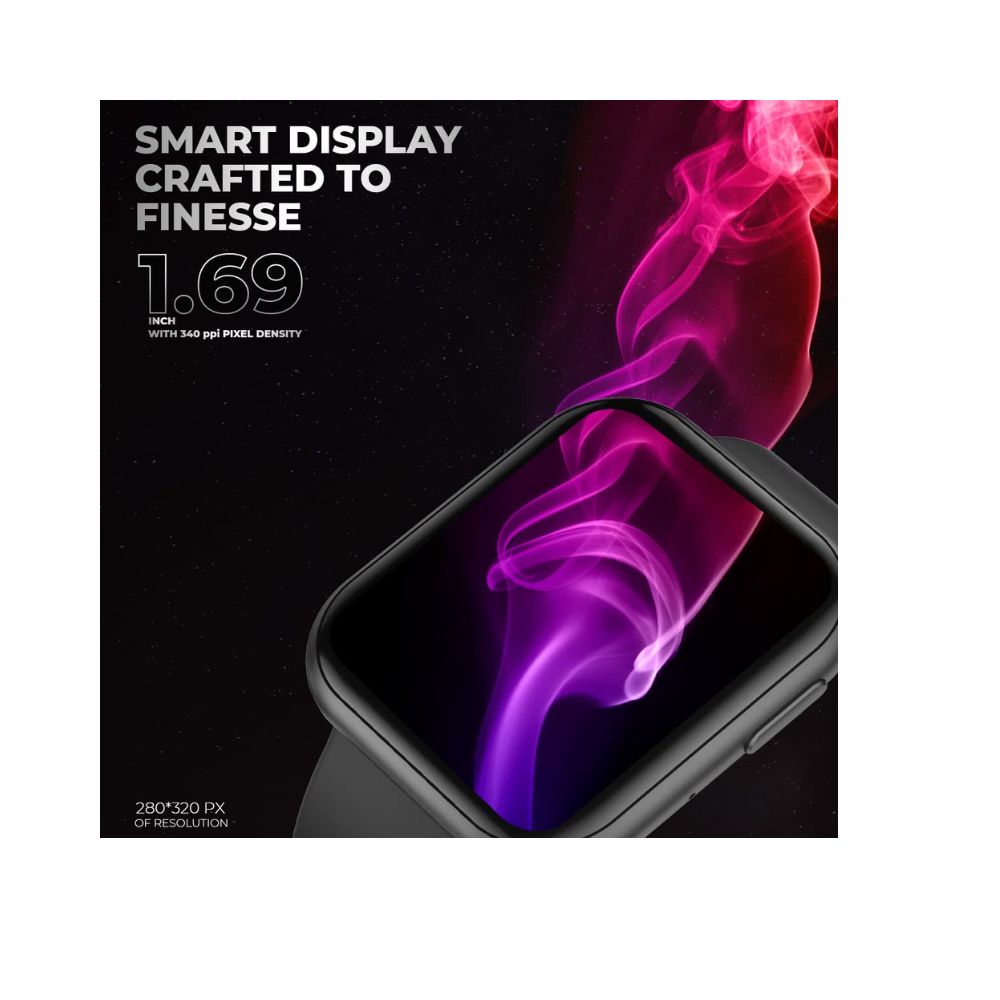 SMART DISPLAY
CRAFTED TO
FINESSE
1.69
INCH
WITH 340 ppi PIXEL DENSITY
280*320 PX
OF RESOLUTION